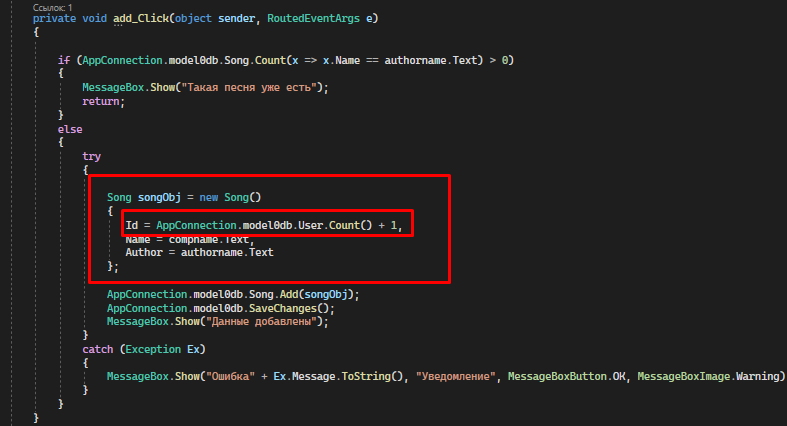 Ссылок: 1
private void add_Click(object sender, RoutedEventArgs e)
{
if (AppConnection.model0db.Song.Count(x => x.Name == authorname.Text) > 0)
{
MessageBox.Show("Такая песня уже есть");
return;
}
else
{
try
{
Song songObj = new Song()
{
Id = AppConnection.model0db.User.Count() + 1,
Name = compname.Text,
Author = authorname.Text
};
AppConnection.model0db.Song.Add(songObj);
AppConnection.model0db.SaveChanges();
MessageBox.Show("Данные добавлены");
}
catch (Exception Ex)
{
MessageBox.Show("Ошибка" + Ex.Message.ToString(), "Уведомление", MessageBoxButton.OK, MessageBoxImage.Warning)
}
}
}